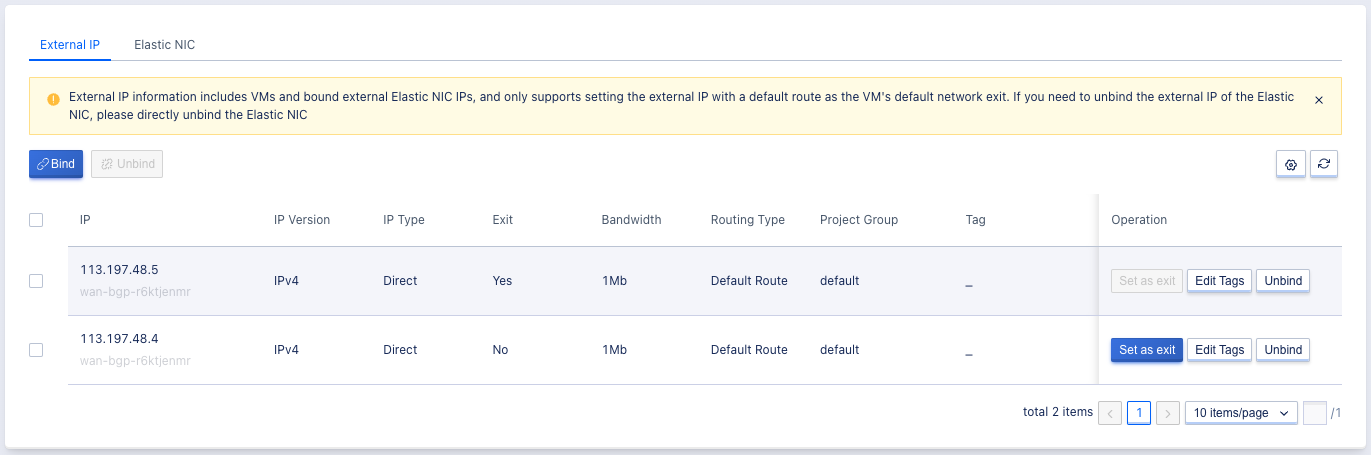 External IP Elastic NIC
External IP information includes VMs and bound external Elastic NIC IPs, and only supports setting the external IP with a default route as the VM's default network exit. If you need to unbind the external IP of the Elastic
NIC, please directly unbind the Elastic NIC
Bind Unbind
IP IP Version IP Type Exit Bandwidth Routing Type Project Group Tag Operation
113.197.48.5
wan-bgp-r6ktjenmr
IPv4 Direct Yes 1Mb Default Route default _ Set as exit Edit Tags Unbind
113.197.48.4
wan-bgp-r6ktjenmr
IPv4 Direct No 1Mb Default Route default _ Set as exit Edit Tags Unbind
total 2 items < 1 > 10 items/page /1